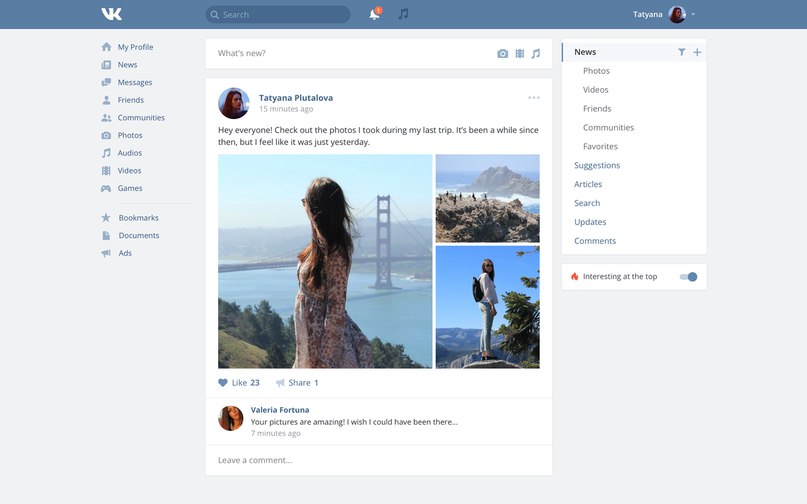 VK
Search
1
Tatyana
My Profile
News
Messages
Friends
Communities
Photos
Audios
Videos
Games
Bookmarks
Documents
Ads
What's new?
Tatyana Plutalova
15 minutes ago
Hey everyone! Check out the photos I took during my last trip. It's been a while since
then, but I feel like it was just yesterday.
Like 23
Share 1
Valeria Fortuna
Your pictures are amazing! I wish I could have been there...
7 minutes ago
Leave a comment...
News
Photos
Videos
Friends
Communities
Favorites
Suggestions
Articles
Search
Updates
Comments
Interesting at the top